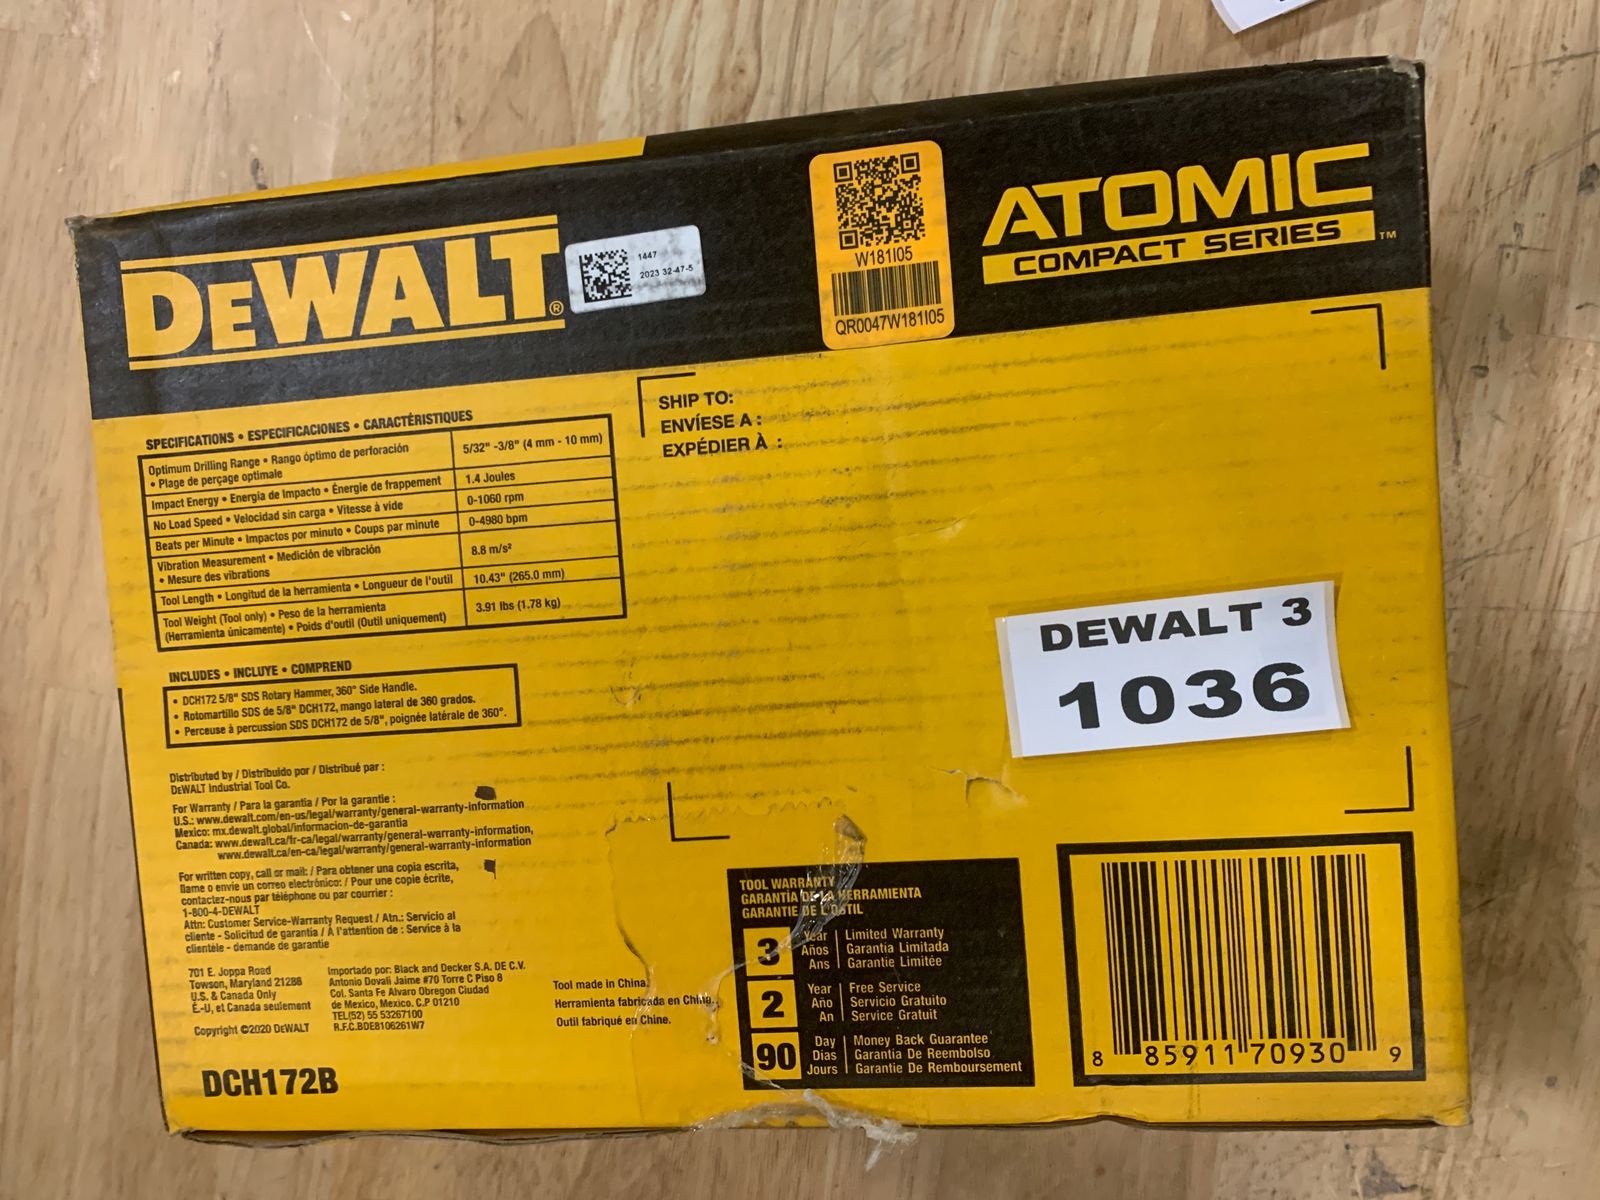 DEWALT®
1447
2023 32-47-5
W181I05
QR0047W181I05
ATOMIC
COMPACT SERIES™
SPECIFICATIONS • ESPECIFICACIONES • CARACTÉRISTIQUES
Optimum Drilling Range • Rango óptimo de perforación
• Plage de perçage optimale
5/32" -3/8" (4 mm - 10 mm)
Impact Energy • Energía de Impacto • Énergie de frappement
1.4 Joules
No Load Speed • Velocidad sin carga • Vitesse à vide
0-1060 rpm
Beats per Minute • Impactos por minuto • Coups par minute
0-4980 bpm
Vibration Measurement • Medición de vibración
• Mesure des vibrations
8.8 m/s²
Tool Length • Longitud de la herramienta • Longueur de l'outil
10.43" (265.0 mm)
Tool Weight (Tool only) • Peso de la herramienta
(Herramienta únicamente) • Poids d'outil (Outil uniquement)
3.91 lbs (1.78 kg)
SHIP TO:
ENVÍESE A :
EXPÉDIER À :
DEWALT 3
1036
INCLUDES • INCLUYE • COMPREND
• DCH172 5/8" SDS Rotary Hammer, 360° Side Handle.
• Rotomartillo SDS de 5/8" DCH172, mango lateral de 360 grados.
• Perceuse à percussion SDS DCH172 de 5/8", poignée latérale de 360°.
Distributed by / Distribuido por / Distribué par :
DEWALT Industrial Tool Co.
For Warranty / Para la garantia / Por la garantie :
U.S.: www.dewalt.com/en-us/legal/warranty/general-warranty-information
Mexico: mx.dewalt.global/informacion-de-garantia
Canada: www.dewalt.ca/fr-ca/legal/warranty/general-warranty-information,
www.dewalt.ca/en-ca/legal/warranty/general-warranty-information
For written copy, call or mail: / Para obtener una copia escrita,
llame o envíe un correo electrónico: / Pour une copie écrite,
contactez-nous par téléphone ou par courrier :
1-800-4-DEWALT
Attn: Customer Service-Warranty Request / Atn.: Servicio al
cliente - Solicitud de garantía / À l'attention de : Service à la
clientèle - demande de garantie
701 E. Joppa Road
Towson, Maryland 21286
U.S. & Canada Only
É.-U, et Canada seulement
Copyright ©2020 DEWALT
Importado por: Black and Decker S.A. DE C.V.
Antonio Dovali Jaime #70 Torre C Piso 8
Col. Santa Fe Alvaro Obregon Ciudad
de Mexico, Mexico. C.P 01210
TEL(52) 55 53267100
R.F.C.BDE8106261W7
Tool made in China.
Herramienta fabricada en China.
Outil fabriqué en Chine.
DCH172B
TOOL WARRANTY
GARANTÍA DE LA HERRAMIENTA
GARANTIE DE L'OUTIL
3
Year
Años
Ans
Limited Warranty
Garantia Limitada
Garantie Limitée
2
Year
Año
An
Free Service
Servicio Gratuito
Service Gratuit
90
Day
Dias
Jours
Money Back Guarantee
Garantia De Reembolso
Garantie De Remboursement
8 85911 70930 9